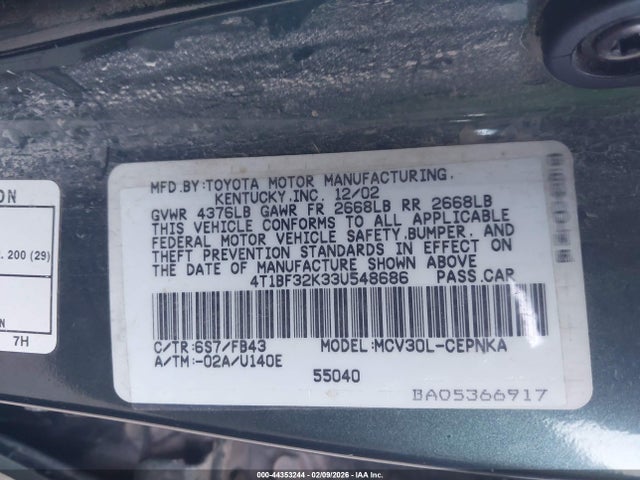 ON
. 200 (29)
N
7H
MFD.BY:TOYOTA MOTOR MANUFACTURING,
KENTUCKY,INC. 12/02
GVWR 4376LB GAWR FR 2668LB RR 2668LB
THIS VEHICLE CONFORMS TO ALL APPLICABLE
FEDERAL MOTOR VEHICLE SAFETY,BUMPER, AND
THEFT PREVENTION STANDARDS IN EFFECT ON
THE DATE OF MANUFACTURE SHOWN ABOVE
4T1BF32K33U548686 PASS.CAR
C/TR:6S7/FB43 MODEL:MCV30L-CEPNKA
A/TM:-02A/U140E
55040
BA05366917
000-44353244 - 02/09/2026 - IAA Inc.